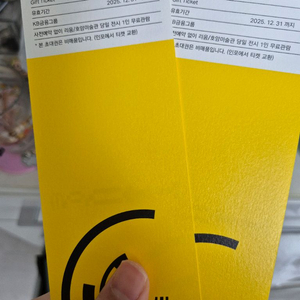 Gift Ticket
유효기간 2025. 12. 31
KB금융그룹
사전예약 없이 리움/호암미술관 당일 전시 1인 무료관람
* 본 초대권은 비매품입니다. (인포에서 티켓 교환)
Gift Ticket
유효기간 2025. 12. 31 까지
KB금융그룹
사전예약 없이 리움/호암미술관 당일 전시 1인 무료관람
초대권은 비매품입니다. (인포에서 티켓 교환)